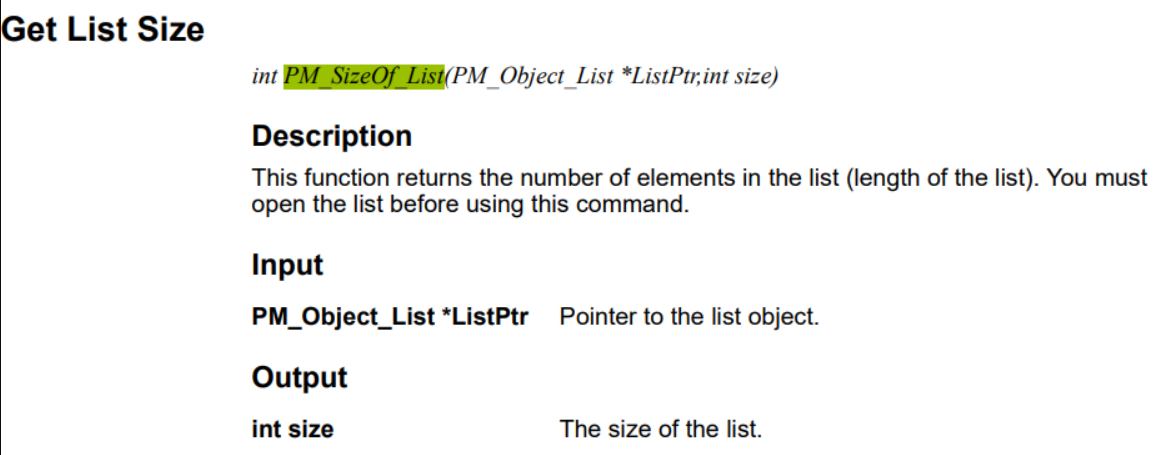 Get List Size
int PM_SizeOf_List(PM_Object_List *ListPtr,int size)
Description
This function returns the number of elements in the list (length of the list). You must
open the list before using this command.
Input
PM_Object_List *ListPtr Pointer to the list object.
Output
int size The size of the list.